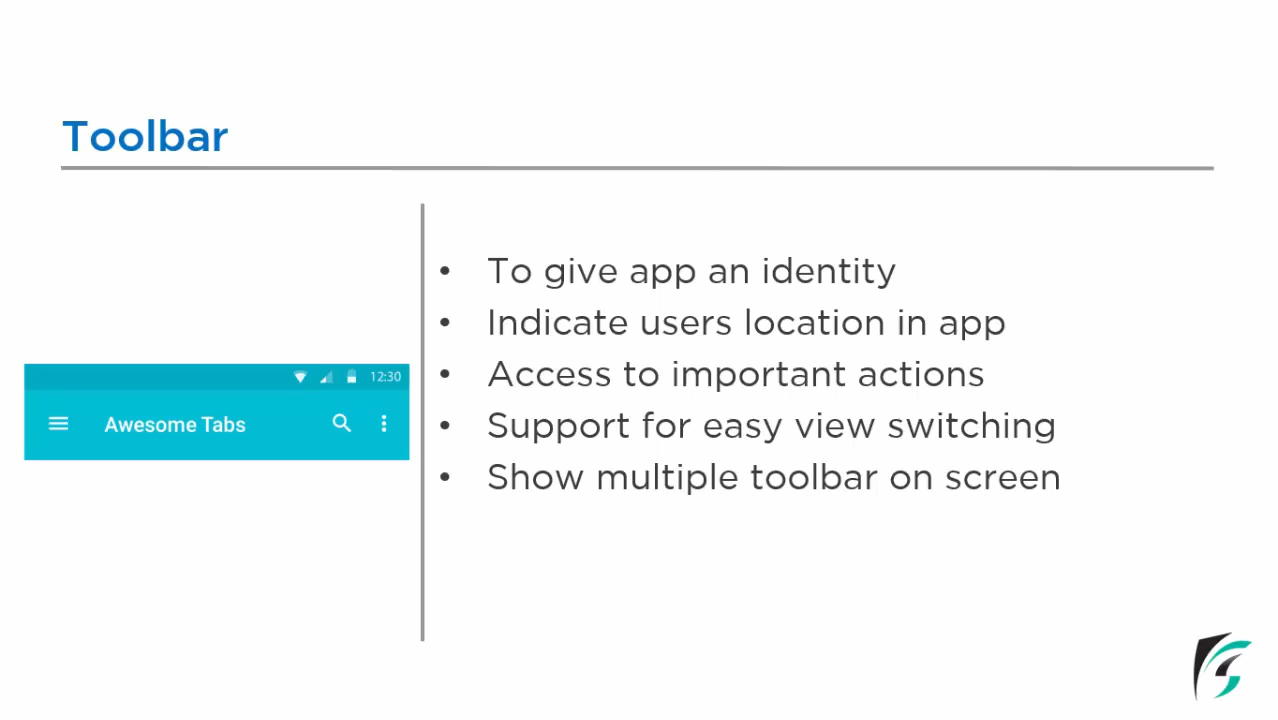 Toolbar
12:30
Awesome Tabs
• To give app an identity
• Indicate users location in app
• Access to important actions
• Support for easy view switching
• Show multiple toolbar on screen